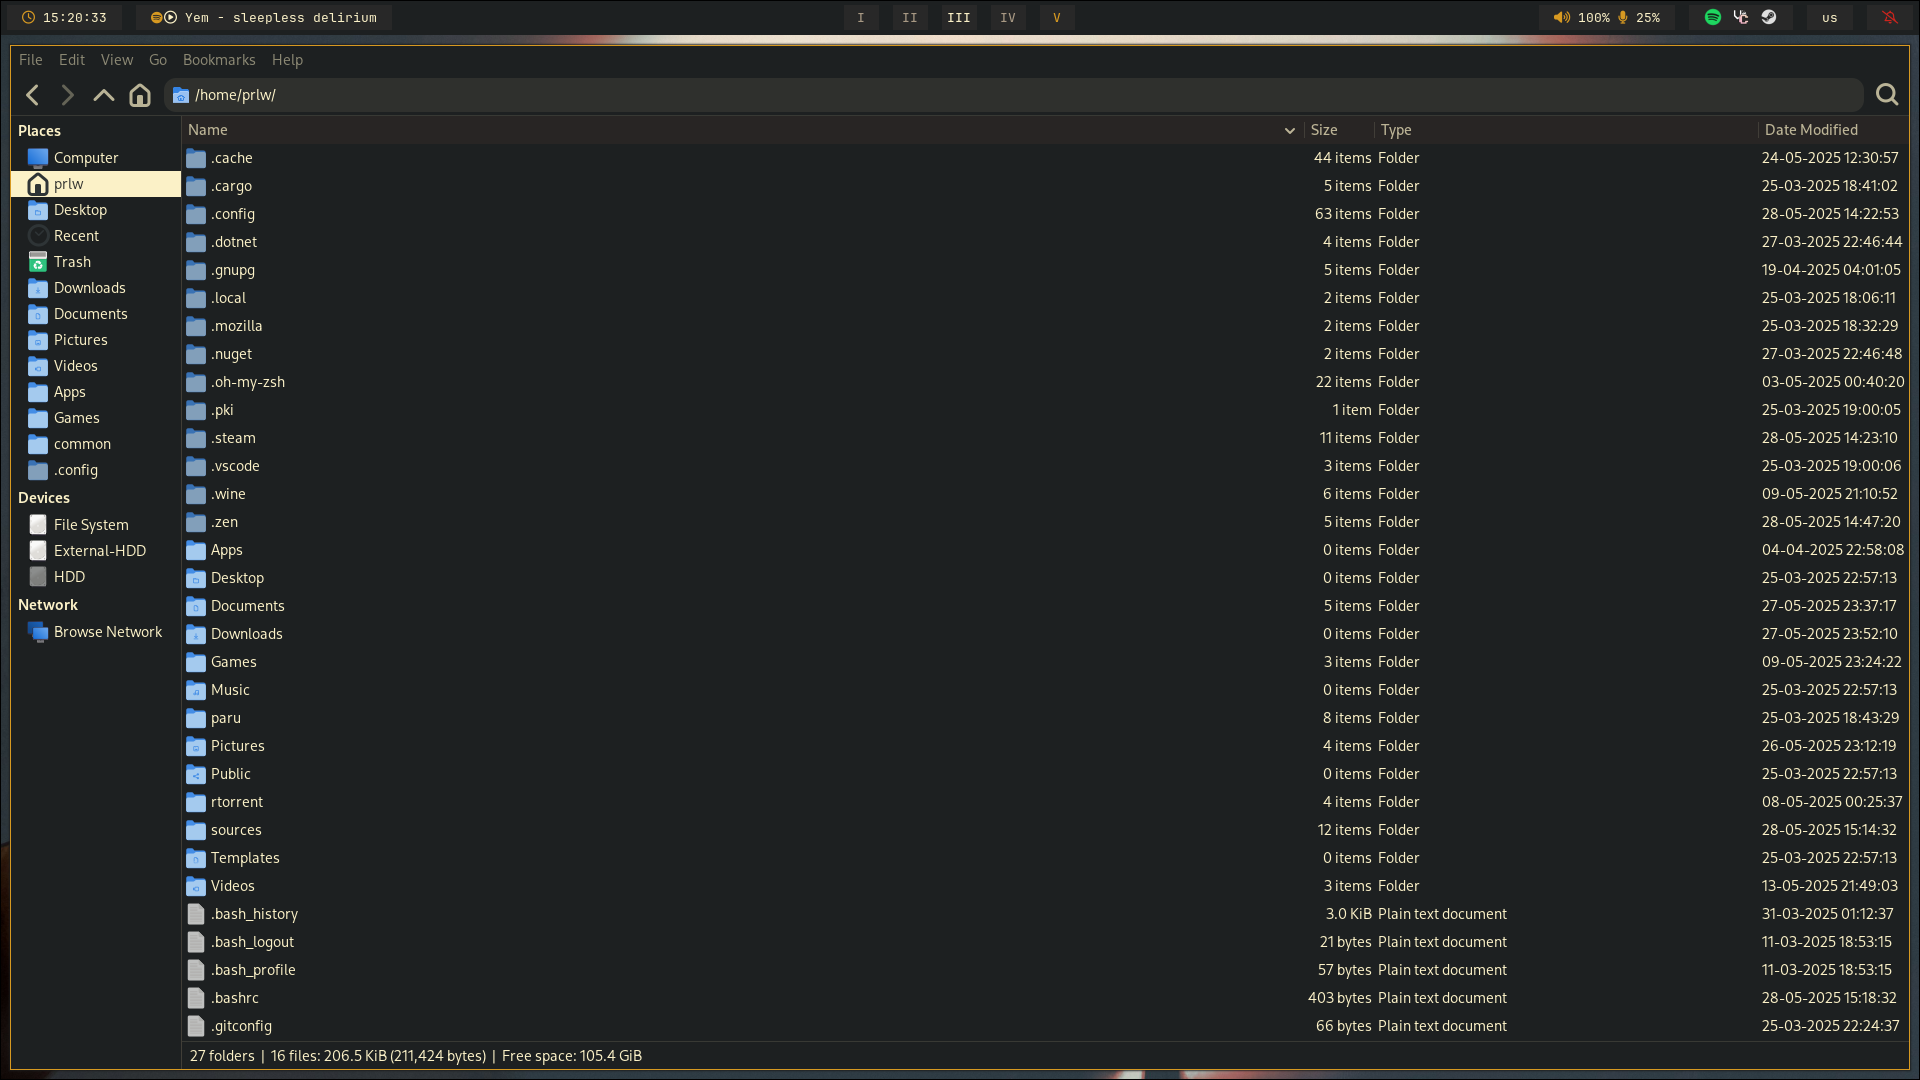 15:20:33 Yem - sleepless delirium I II III IV V 100% 25% us
File Edit View Go Bookmarks Help
/home/prlw/
Places
Computer
prlw
Desktop
Recent
Trash
Downloads
Documents
Pictures
Videos
Apps
Games
common
.config
Devices
File System
External-HDD
HDD
Network
Browse Network
Name Size Type Date Modified
.cache 44 items Folder 24-05-2025 12:30:57
.cargo 5 items Folder 25-03-2025 18:41:02
.config 63 items Folder 28-05-2025 14:22:53
.dotnet 4 items Folder 27-03-2025 22:46:44
.gnupg 5 items Folder 19-04-2025 04:01:05
.local 2 items Folder 25-03-2025 18:06:11
.mozilla 2 items Folder 25-03-2025 18:32:29
.nuget 2 items Folder 27-03-2025 22:46:48
.oh-my-zsh 22 items Folder 03-05-2025 00:40:20
.pki 1 item Folder 25-03-2025 19:00:05
.steam 11 items Folder 28-05-2025 14:23:10
.vscode 3 items Folder 25-03-2025 19:00:06
.wine 6 items Folder 09-05-2025 21:10:52
.zen 5 items Folder 28-05-2025 14:47:20
Apps 0 items Folder 04-04-2025 22:58:08
Desktop 0 items Folder 25-03-2025 22:57:13
Documents 5 items Folder 27-05-2025 23:37:17
Downloads 0 items Folder 27-05-2025 23:52:10
Games 3 items Folder 09-05-2025 23:24:22
Music 0 items Folder 25-03-2025 22:57:13
paru 8 items Folder 25-03-2025 18:43:29
Pictures 4 items Folder 26-05-2025 23:12:19
Public 0 items Folder 25-03-2025 22:57:13
rtorrent 4 items Folder 08-05-2025 00:25:37
sources 12 items Folder 28-05-2025 15:14:32
Templates 0 items Folder 25-03-2025 22:57:13
Videos 3 items Folder 13-05-2025 21:49:03
.bash_history 3.0 KiB Plain text document 31-03-2025 01:12:37
.bash_logout 21 bytes Plain text document 11-03-2025 18:53:15
.bash_profile 57 bytes Plain text document 11-03-2025 18:53:15
.bashrc 403 bytes Plain text document 28-05-2025 15:18:32
.gitconfig 66 bytes Plain text document 25-03-2025 22:24:37
27 folders | 16 files: 206.5 KiB (211,424 bytes) | Free space: 105.4 GiB